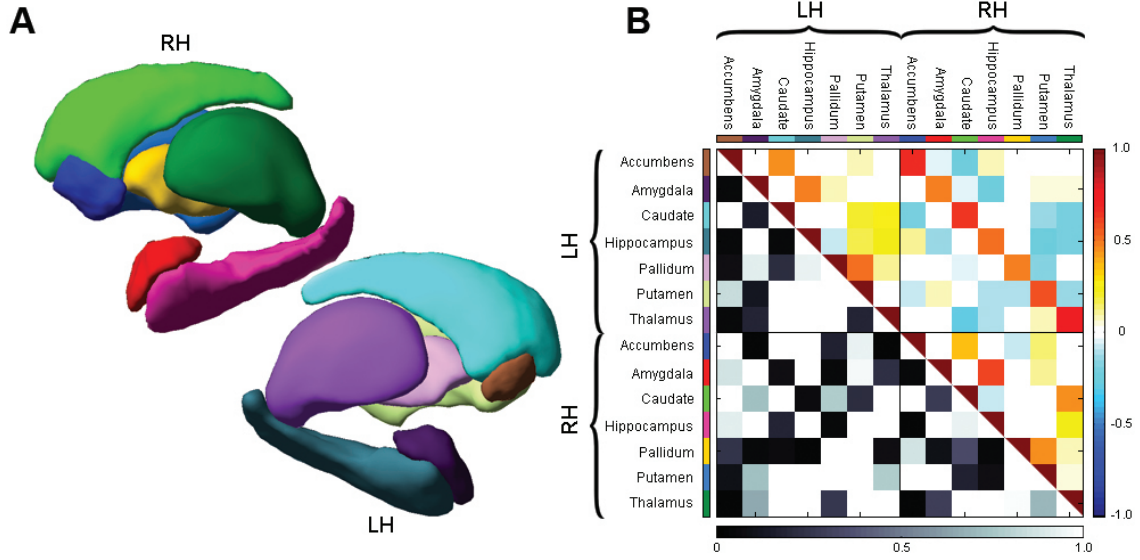 A
B
RH
LH
LH
RH
Accumbens
Amygdala
Caudate
Hippocampus
Pallidum
Putamen
Thalamus
Accumbens
Amygdala
Caudate
Hippocampus
Pallidum
Putamen
Thalamus
LH
Accumbens
Amygdala
Caudate
Hippocampus
Pallidum
Putamen
Thalamus
RH
Accumbens
Amygdala
Caudate
Hippocampus
Pallidum
Putamen
Thalamus
1.0
0.5
0
-0.5
-1.0
0 0.5 1.0